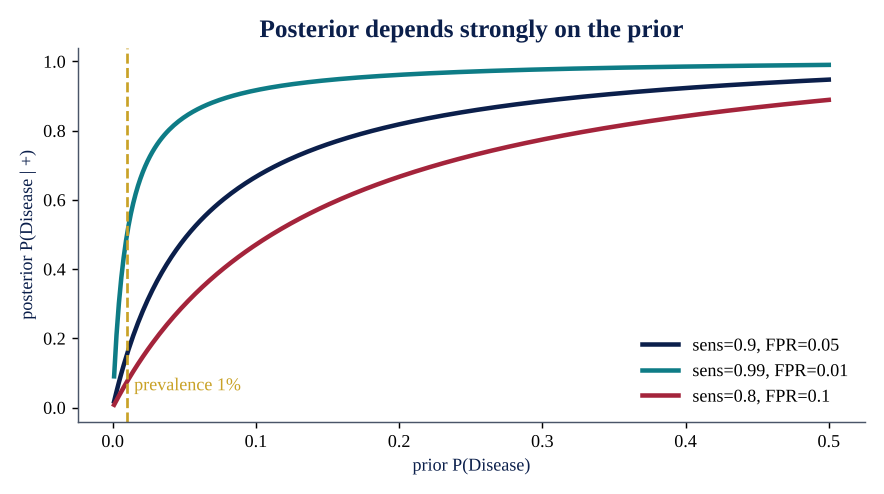 Posterior depends strongly on the prior
posterior P(Disease | +)
1.0
0.8
0.6
0.4
0.2
0.0
prevalence 1%
sens=0.9, FPR=0.05
sens=0.99, FPR=0.01
sens=0.8, FPR=0.1
0.0 0.1 0.2 0.3 0.4 0.5
prior P(Disease)